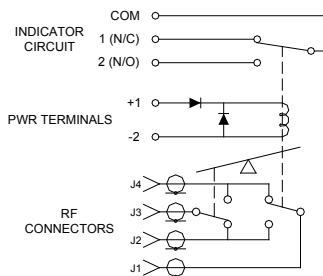 COM
INDICATOR
CIRCUIT
1 (N/C)
2 (N/O)
+1
PWR TERMINALS
-2
J4
RF
CONNECTORS
J3
J2
J1